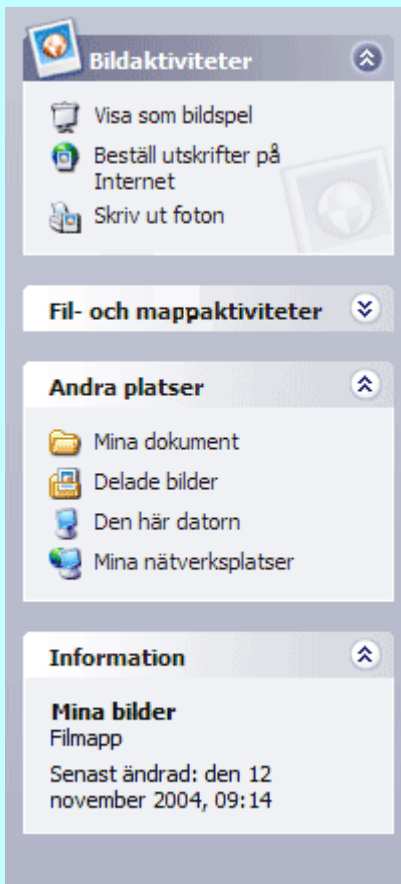 Bildaktiviteter
Visa som bildspel
Beställ utskrifter på
Internet
Skriv ut foton
Fil- och mappaktiviteter
Andra platser
Mina dokument
Delade bilder
Den här datorn
Mina nätverksplatser
Information
Mina bilder
Filmapp
Senast ändrad: den 12
november 2004, 09:14